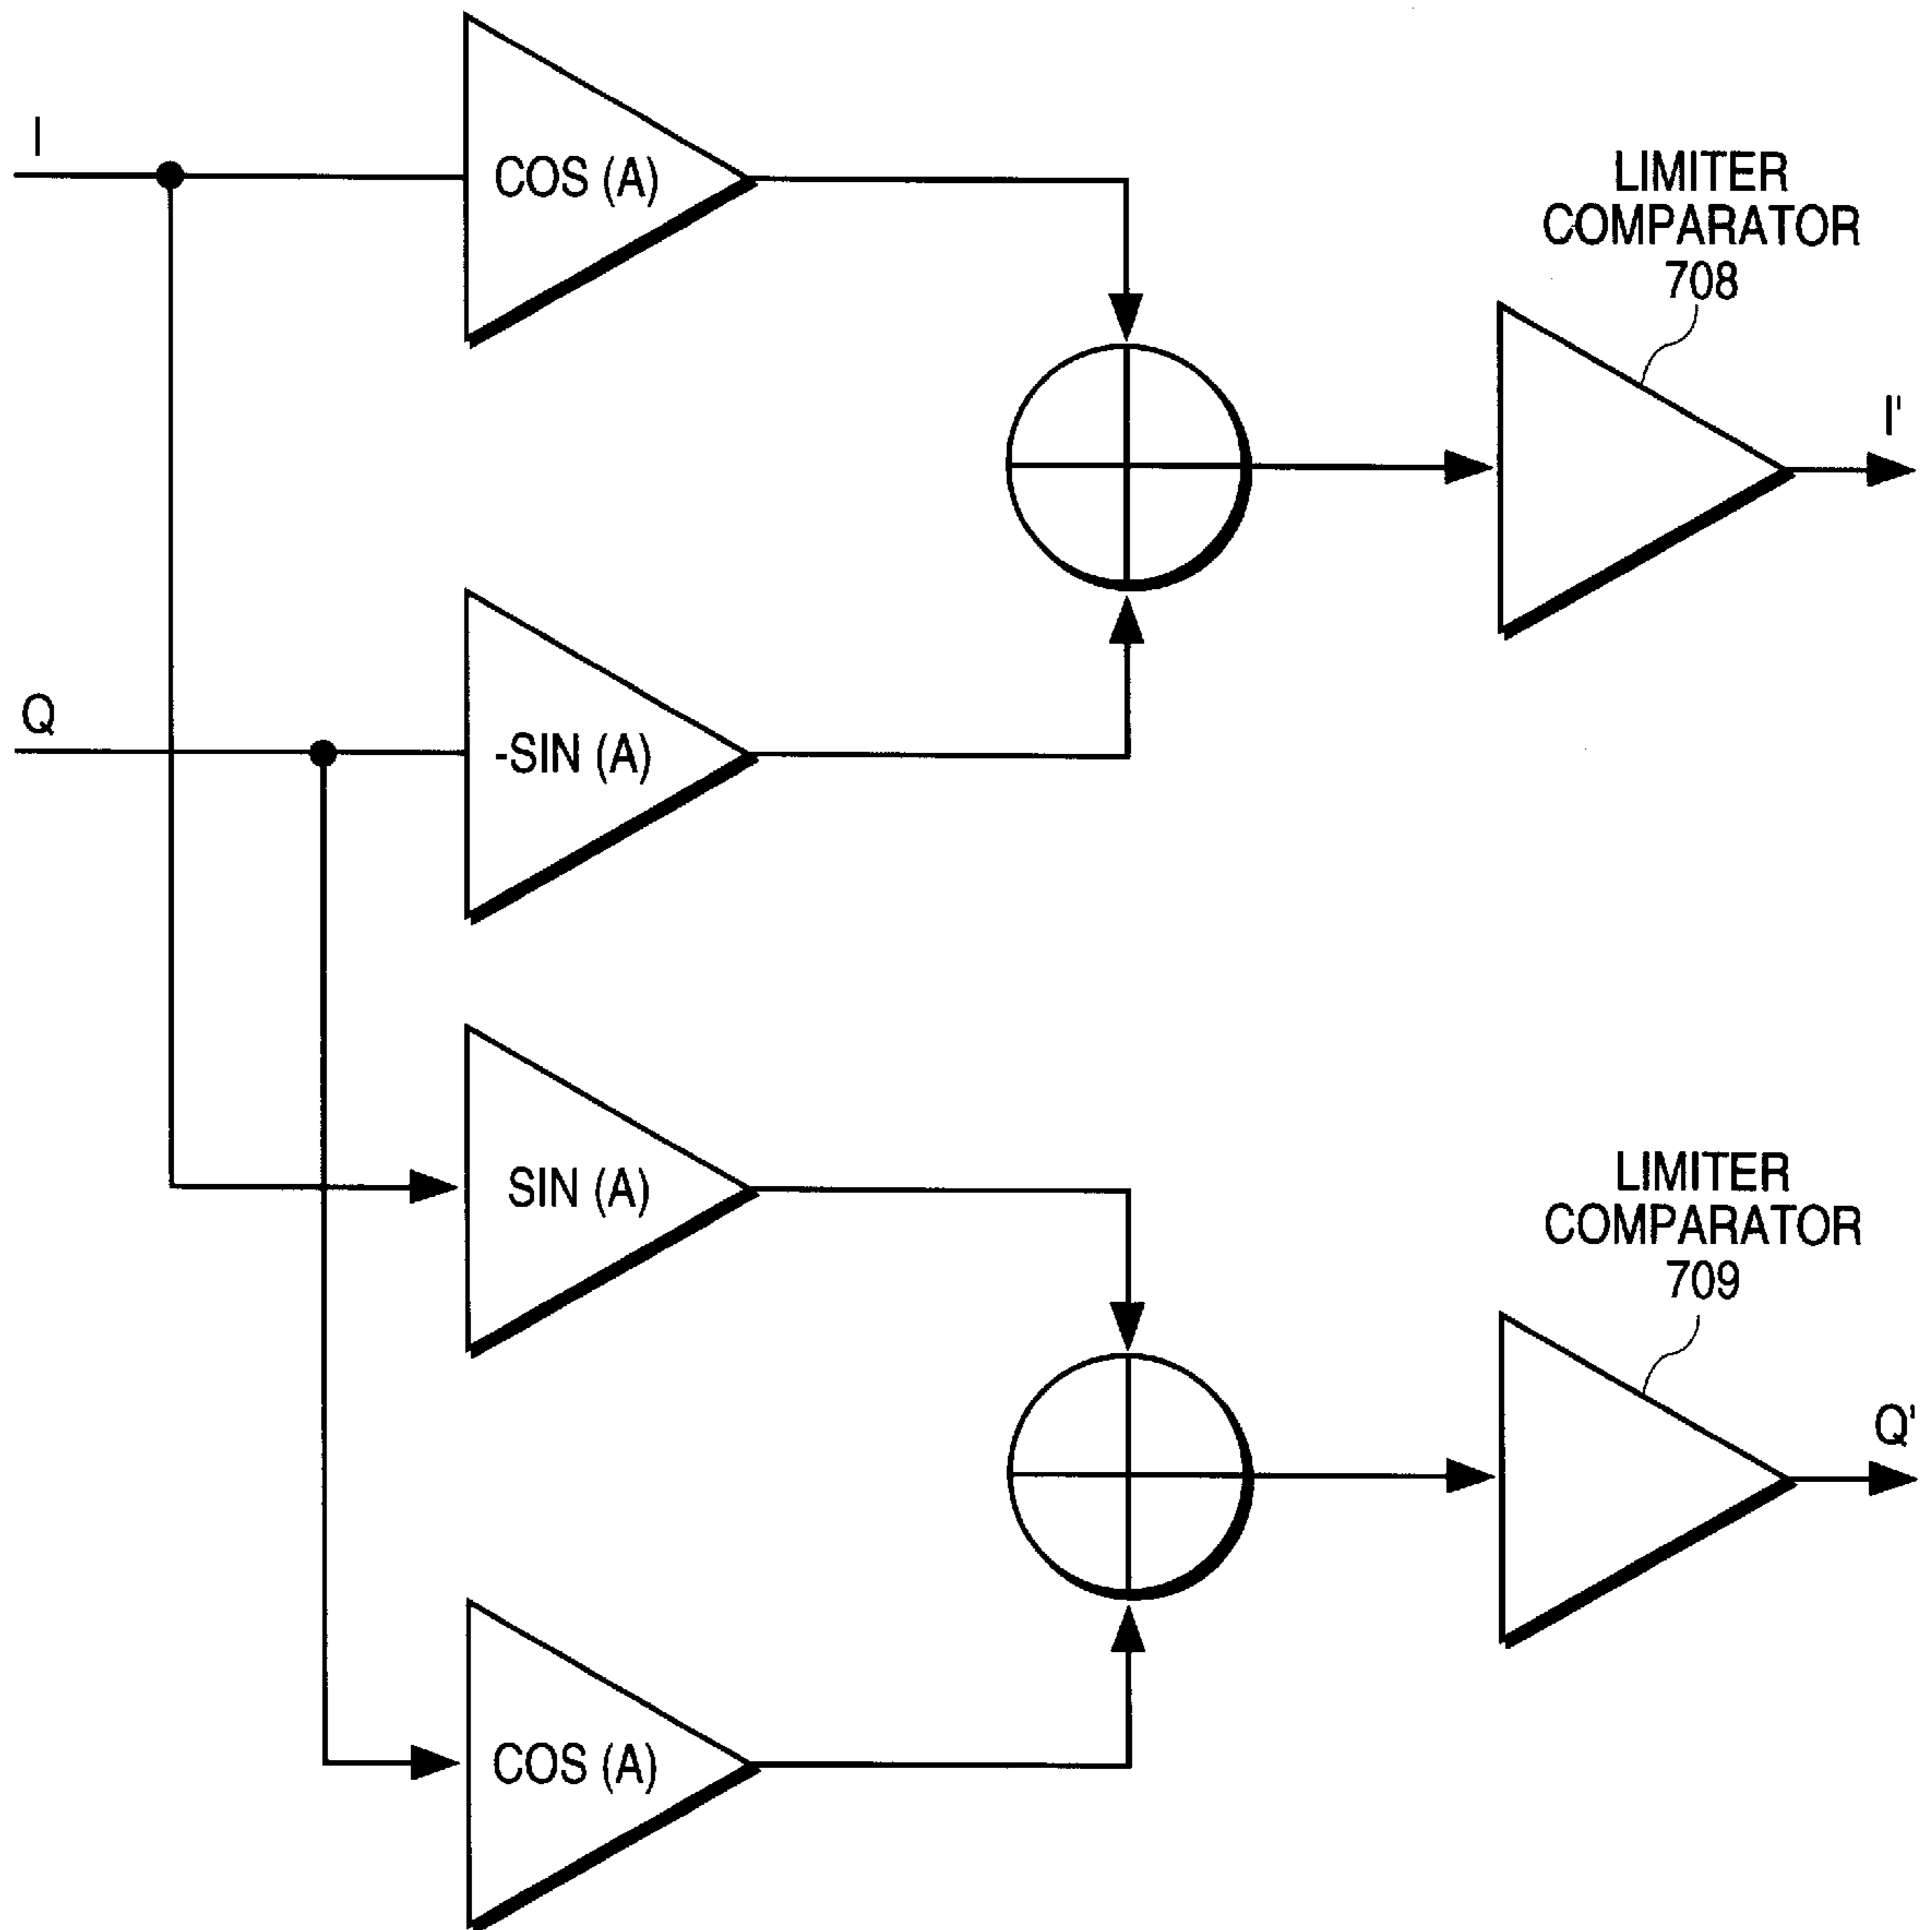 I
COS (A)
LIMITER
COMPARATOR
708
I'
Q
-SIN (A)
SIN (A)
LIMITER
COMPARATOR
709
Q'
COS (A)